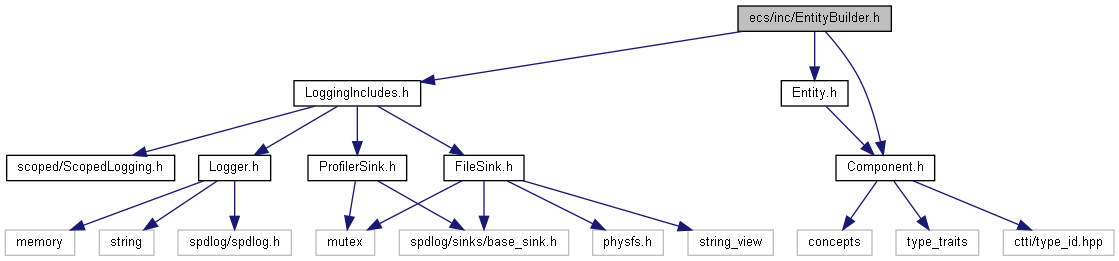 ecs/inc/EntityBuilder.h
LoggingIncludes.h
Entity.h
scoped/ScopedLogging.h
Logger.h
ProfilerSink.h
FileSink.h
Component.h
memory
string
spdlog/spdlog.h
mutex
spdlog/sinks/base_sink.h
physfs.h
string_view
concepts
type_traits
ctti/type_id.hpp